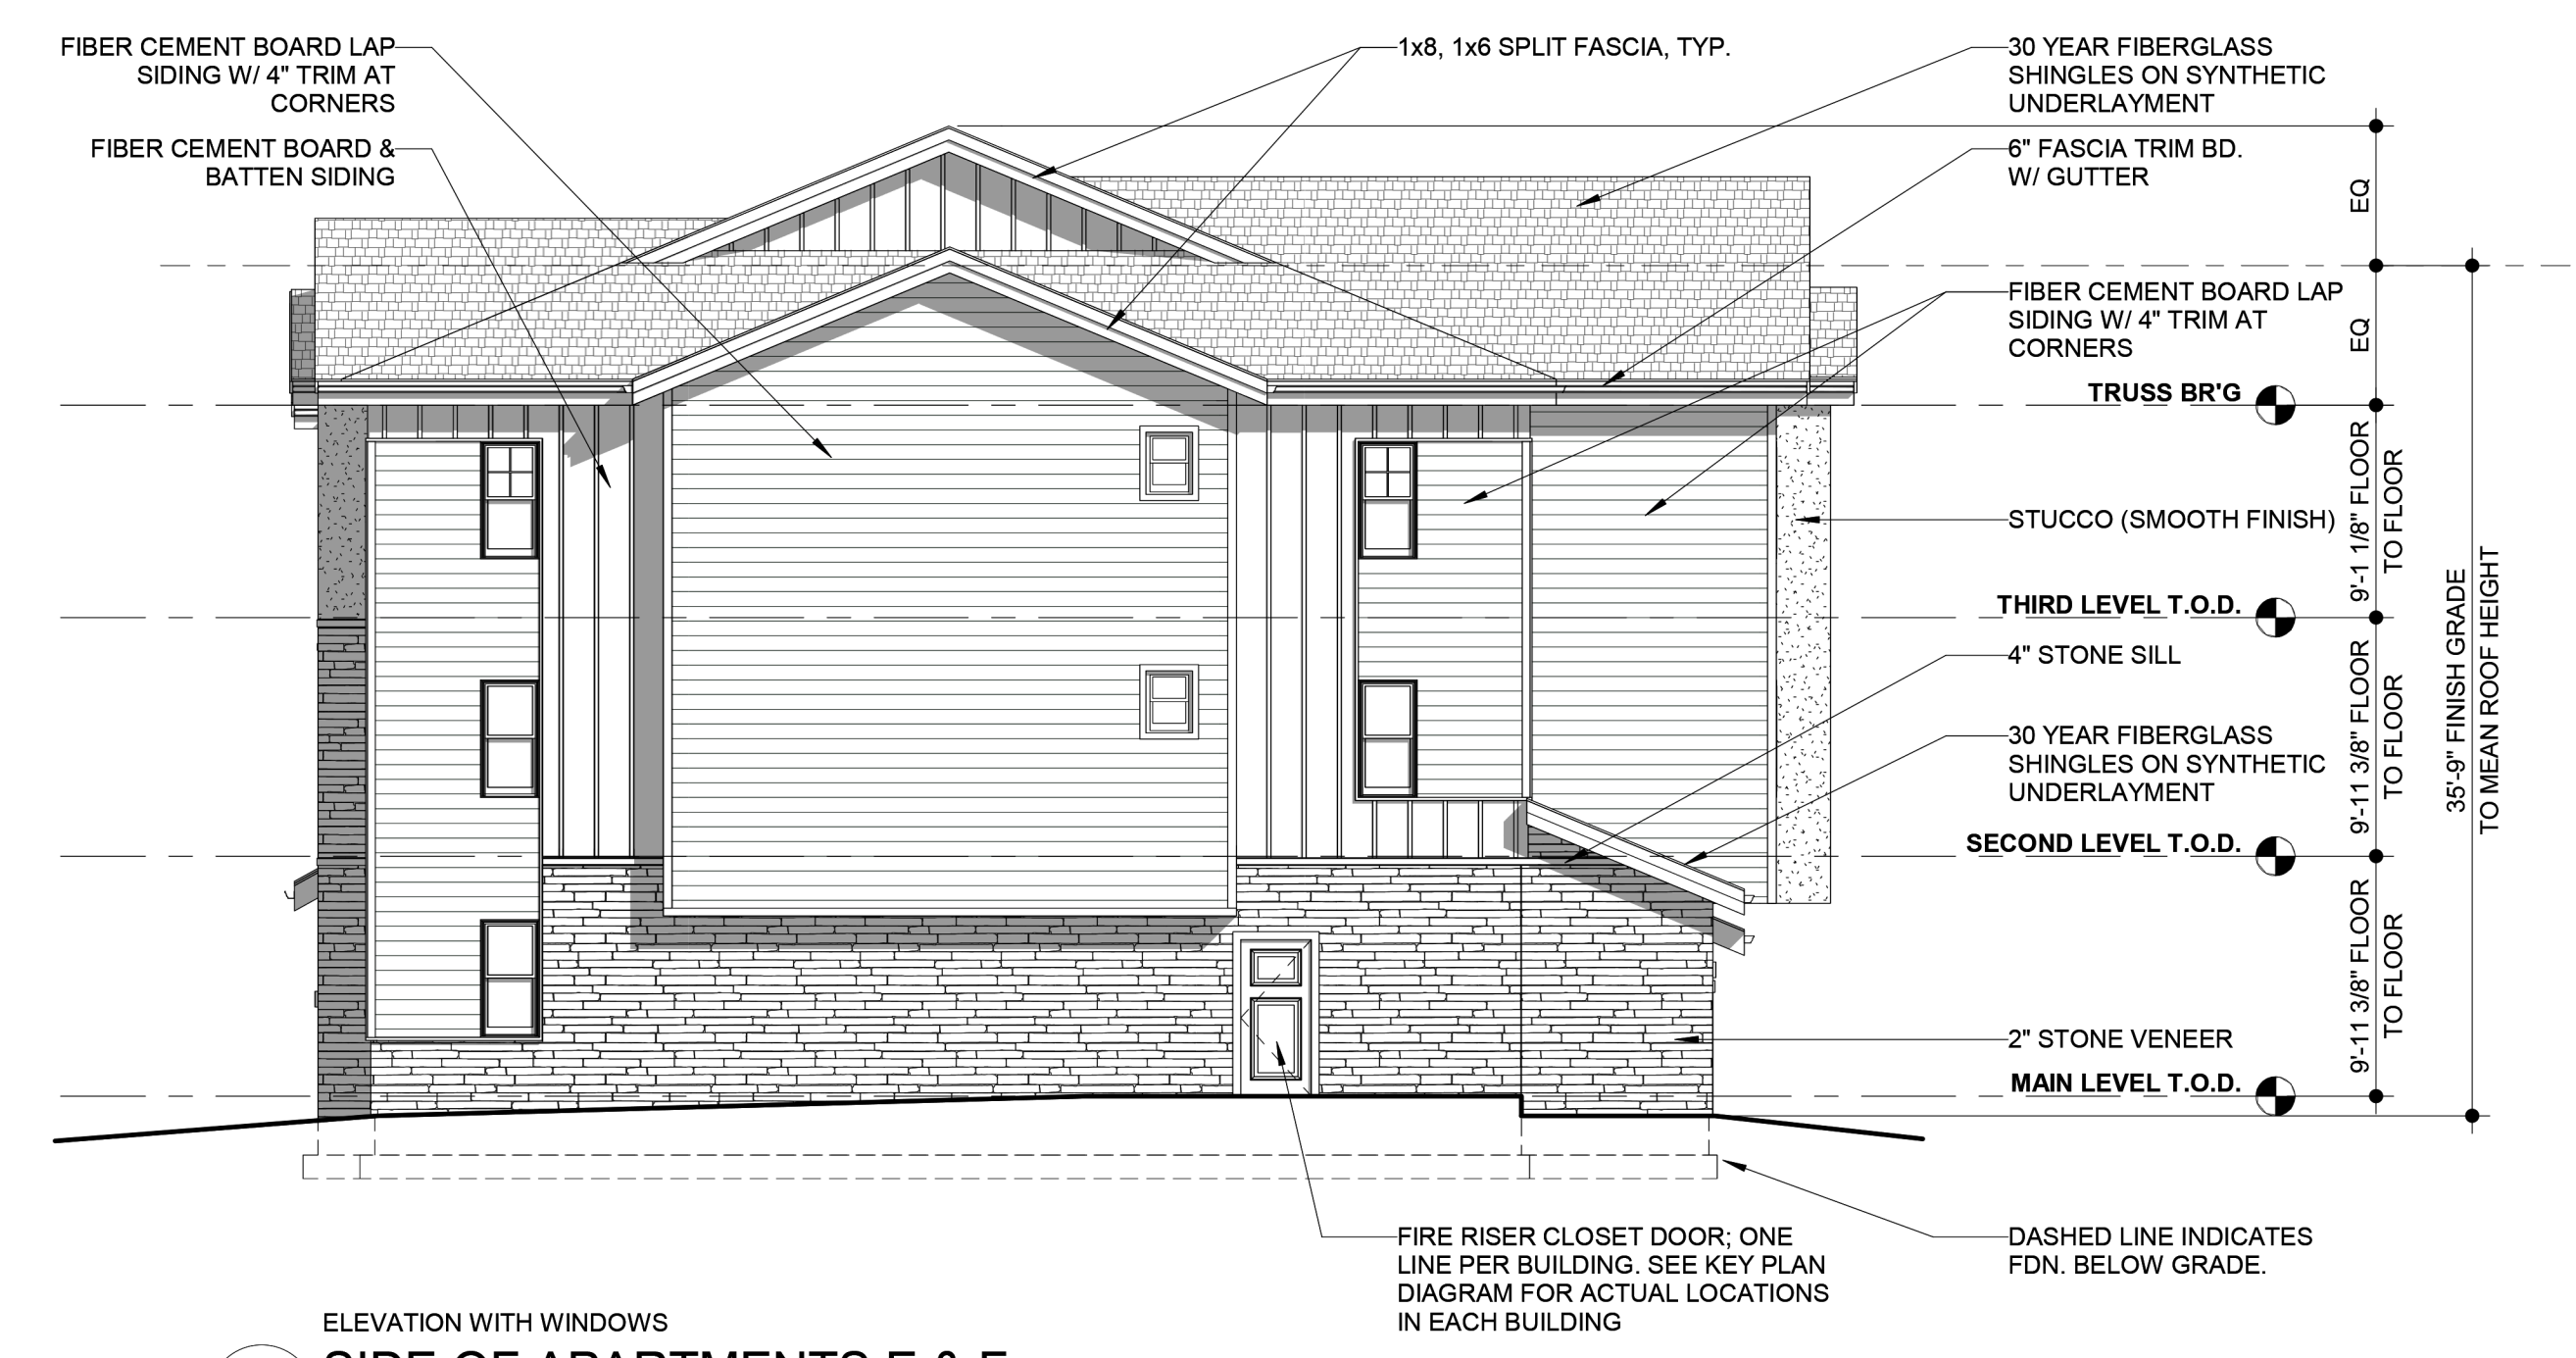 FIBER CEMENT BOARD LAP
SIDING W/ 4" TRIM AT
CORNERS
FIBER CEMENT BOARD &
BATTEN SIDING
1x8, 1x6 SPLIT FASCIA, TYP.
30 YEAR FIBERGLASS
SHINGLES ON SYNTHETIC
UNDERLAYMENT
6" FASCIA TRIM BD.
W/ GUTTER
EQ
FIBER CEMENT BOARD LAP
SIDING W/ 4" TRIM AT
CORNERS
EQ
TRUSS BR'G
STUCCO (SMOOTH FINISH)
9'-1 1/8" FLOOR
TO FLOOR
THIRD LEVEL T.O.D.
4" STONE SILL
30 YEAR FIBERGLASS
SHINGLES ON SYNTHETIC
UNDERLAYMENT
9'-11 3/8" FLOOR
TO FLOOR
35'-9" FINISH GRADE
TO MEAN ROOF HEIGHT
SECOND LEVEL T.O.D.
9'-11 3/8" FLOOR
TO FLOOR
2" STONE VENEER
MAIN LEVEL T.O.D.
FIRE RISER CLOSET DOOR; ONE
LINE PER BUILDING. SEE KEY PLAN
DIAGRAM FOR ACTUAL LOCATIONS
IN EACH BUILDING
DASHED LINE INDICATES
FDN. BELOW GRADE.
ELEVATION WITH WINDOWS
SIDE OF APARTMENTS